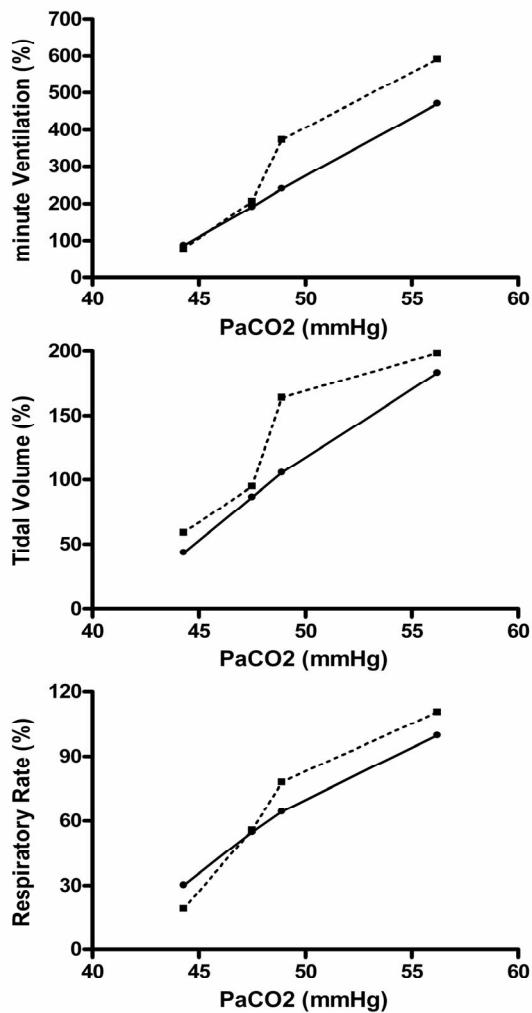 minute Ventilation (%)
700
600
500
400
300
200
100
0
40 45 50 55 60
PaCO2 (mmHg)
Tidal Volume (%)
200
150
100
50
0
40 45 50 55 60
PaCO2 (mmHg)
Respiratory Rate (%)
120
90
60
30
0
40 45 50 55 60
PaCO2 (mmHg)